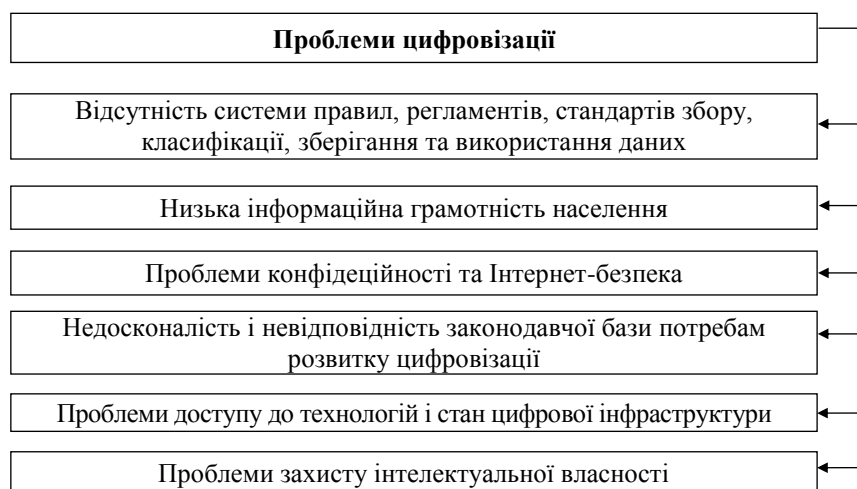 Проблеми цифровізації
Відсутність системи правил, регламентів, стандартів збору,
класифікації, зберігання та використання даних
Низька інформаційна грамотність населення
Проблеми конфідеційності та Інтернет-безпека
Недосконалість і невідповідність законодавчої бази потребам
розвитку цифровізації
Проблеми доступу до технологій і стан цифрової інфраструктури
Проблеми захисту інтелектуальної власності